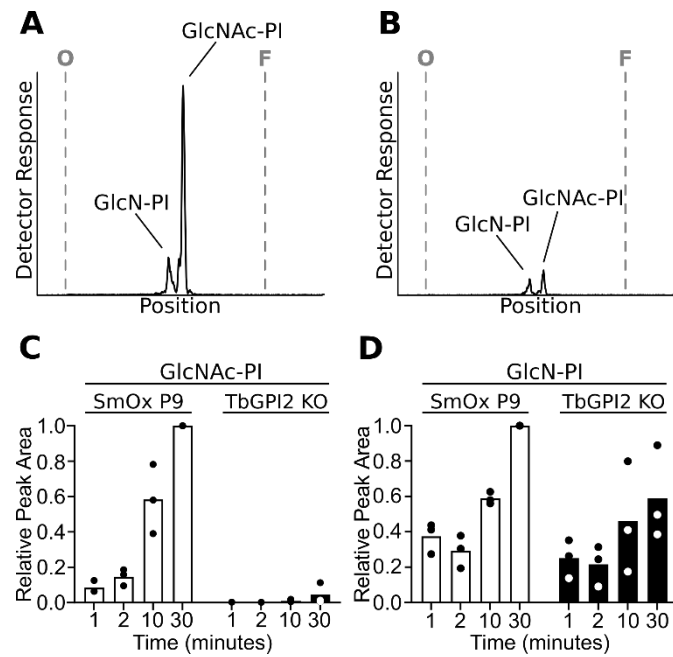 A
GlcNAc-PI
O
F
GlcN-PI
Detector Response
Position
B
O
F
GlcNAc-PI
GlcN-PI
Detector Response
Position
C
GlcNAc-PI
SmOx P9 TbGPI2 KO
Relative Peak Area
1.0
0.8
0.6
0.4
0.2
0.0
1 2 10 30 1 2 10 30
Time (minutes)
D
GlcN-PI
SmOx P9 TbGPI2 KO
Relative Peak Area
1.0
0.8
0.6
0.4
0.2
0.0
1 2 10 30 1 2 10 30
Time (minutes)